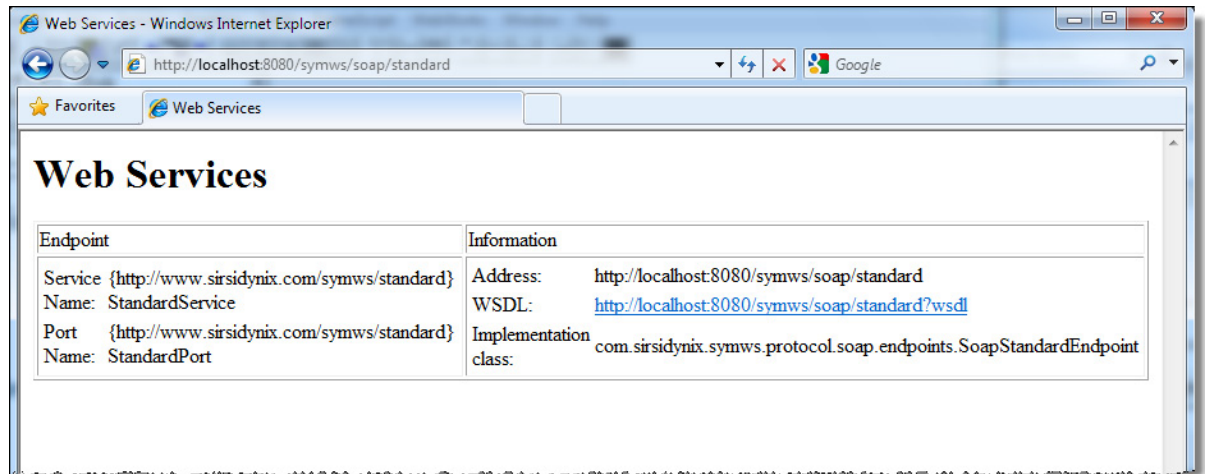 Web Services - Windows Internet Explorer
http://localhost:8080/symws/soap/standard
Google
Favorites
Web Services
Web Services
Endpoint
Information
Service Name: {http://www.sirsidynix.com/symws/standard}StandardService
Port Name: {http://www.sirsidynix.com/symws/standard}StandardPort
Address: http://localhost:8080/symws/soap/standard
WSDL: http://localhost:8080/symws/soap/standard?wsdl
Implementation class: com.sirsidynix.symws.protocol.soap.endpoints.SoapStandardEndpoint